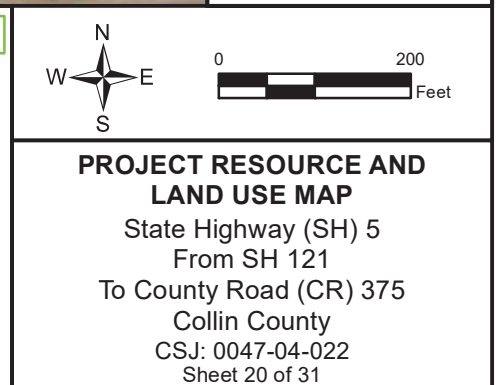 N
W E
S
0 200
Feet
PROJECT RESOURCE AND
LAND USE MAP
State Highway (SH) 5
From SH 121
To County Road (CR) 375
Collin County
CSJ: 0047-04-022
Sheet 20 of 31